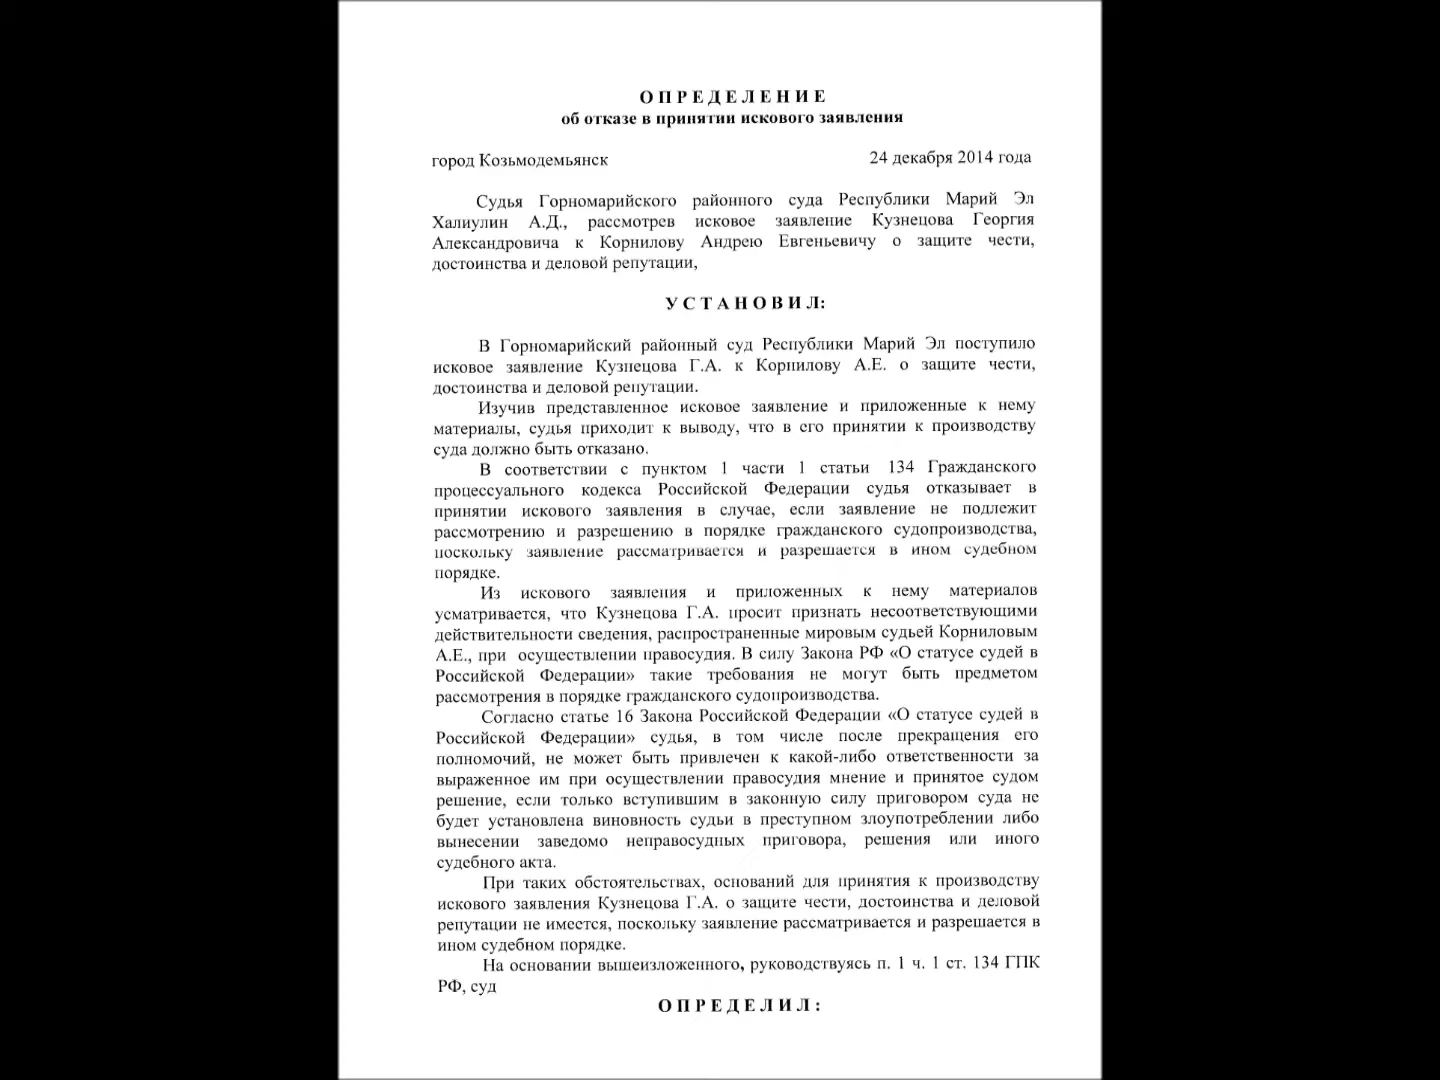 О П Р Е Д Е Л Е Н И Е
об отказе в принятии искового заявления
город Козьмодемьянск 24 декабря 2014 года
Судья Горномарийского районного суда Республики Марий Эл
Халиулин А.Д., рассмотрев исковое заявление Кузнецова Георгия
Александровича к Корнилову Андрею Евгеньевичу о защите чести,
достоинства и деловой репутации,
У С Т А Н О В И Л:
В Горномарийский районный суд Республики Марий Эл поступило
исковое заявление Кузнецова Г.А. к Корнилову А.Е. о защите чести,
достоинства и деловой репутации.
Изучив представленное исковое заявление и приложенные к нему
материалы, судья приходит к выводу, что в его принятии к производству
суда должно быть отказано.
В соответствии с пунктом 1 части 1 статьи 134 Гражданского
процессуального кодекса Российской Федерации судья отказывает в
принятии искового заявления в случае, если заявление не подлежит
рассмотрению и разрешению в порядке гражданского судопроизводства,
поскольку заявление рассматривается и разрешается в ином судебном
порядке.
Из искового заявления и приложенных к нему материалов
усматривается, что Кузнецова Г.А. просит признать несоответствующими
действительности сведения, распространенные мировым судьей Корниловым
А.Е., при осуществлении правосудия. В силу Закона РФ «О статусе судей в
Российской Федерации» такие требования не могут быть предметом
рассмотрения в порядке гражданского судопроизводства.
Согласно статье 16 Закона Российской Федерации «О статусе судей в
Российской Федерации» судья, в том числе после прекращения его
полномочий, не может быть привлечен к какой-либо ответственности за
выраженное им при осуществлении правосудия мнение и принятое судом
решение, если только вступившим в законную силу приговором суда не
будет установлена виновность судьи в преступном злоупотреблении либо
вынесении заведомо неправосудных приговора, решения или иного
судебного акта.
При таких обстоятельствах, оснований для принятия к производству
искового заявления Кузнецова Г.А. о защите чести, достоинства и деловой
репутации не имеется, поскольку заявление рассматривается и разрешается в
ином судебном порядке.
На основании вышеизложенного, руководствуясь п. 1 ч. 1 ст. 134 ГПК
РФ, суд
О П Р Е Д Е Л И Л :